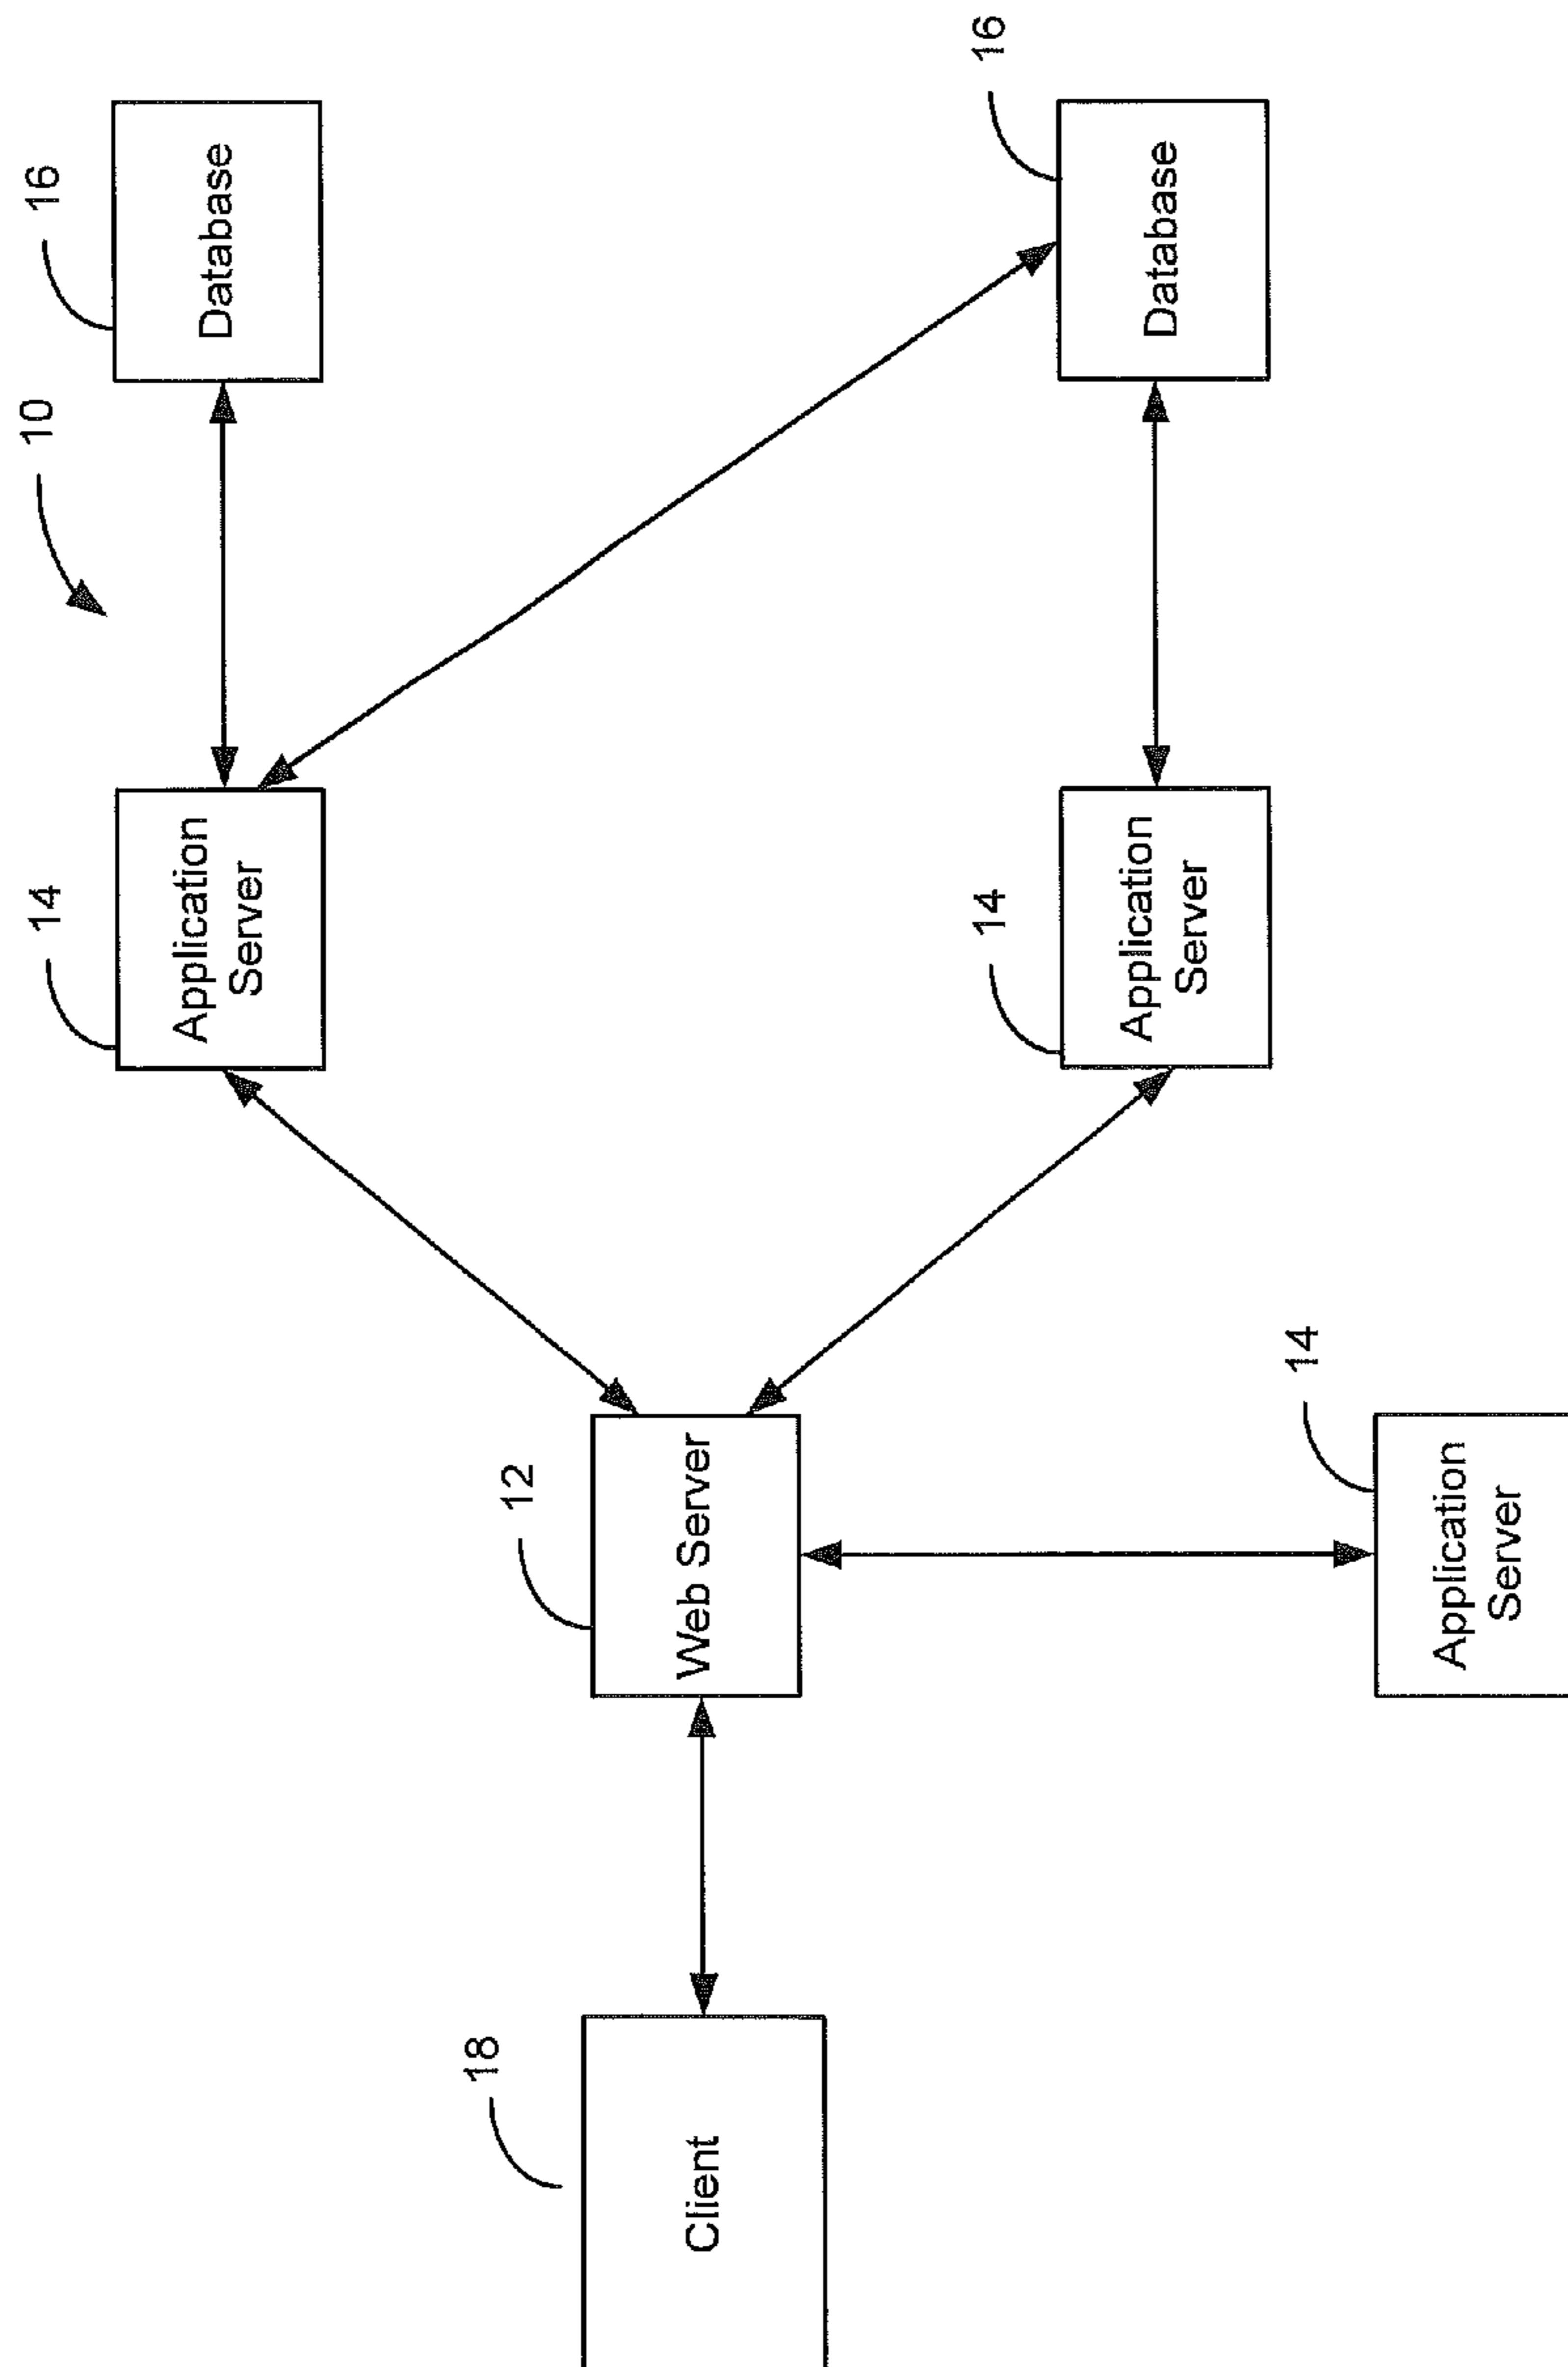 10
14
Application
Server
16
Database
18
Client
12
Web Server
14
Application
Server
16
Database
14
Application
Server